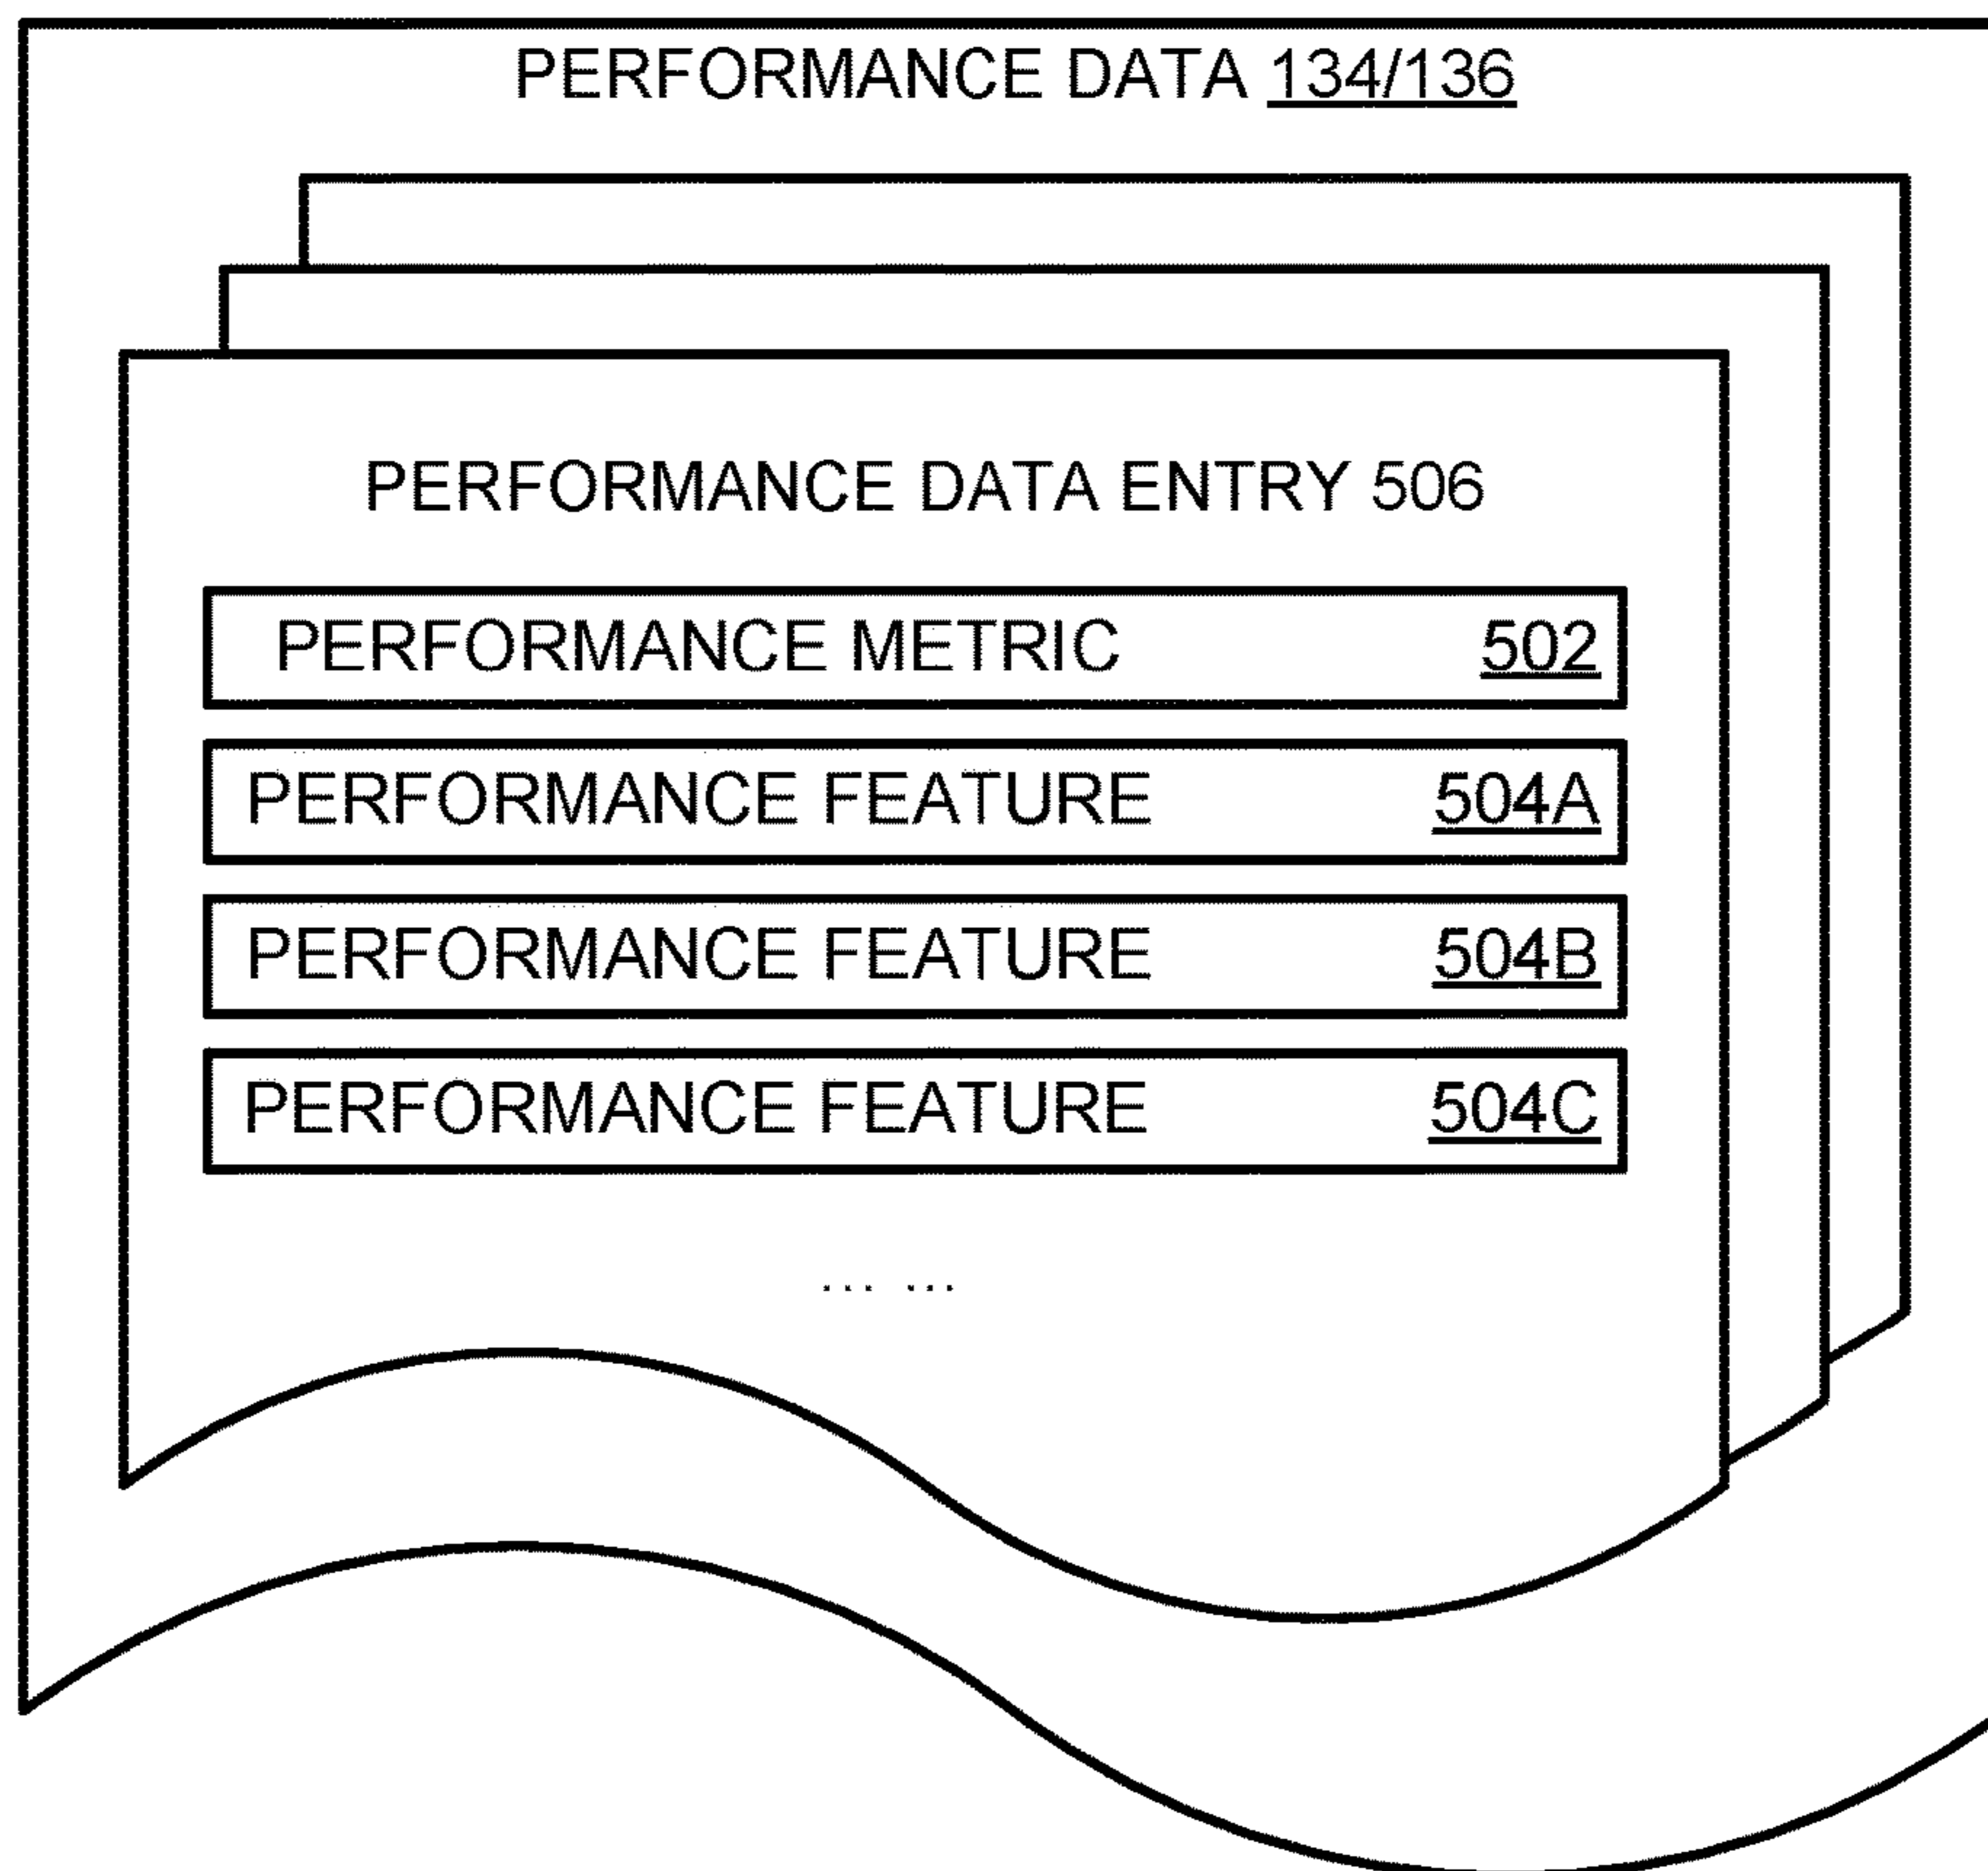 PERFORMANCE DATA 134/136
PERFORMANCE DATA ENTRY 506
PERFORMANCE METRIC 502
PERFORMANCE FEATURE 504A
PERFORMANCE FEATURE 504B
PERFORMANCE FEATURE 504C
... ...